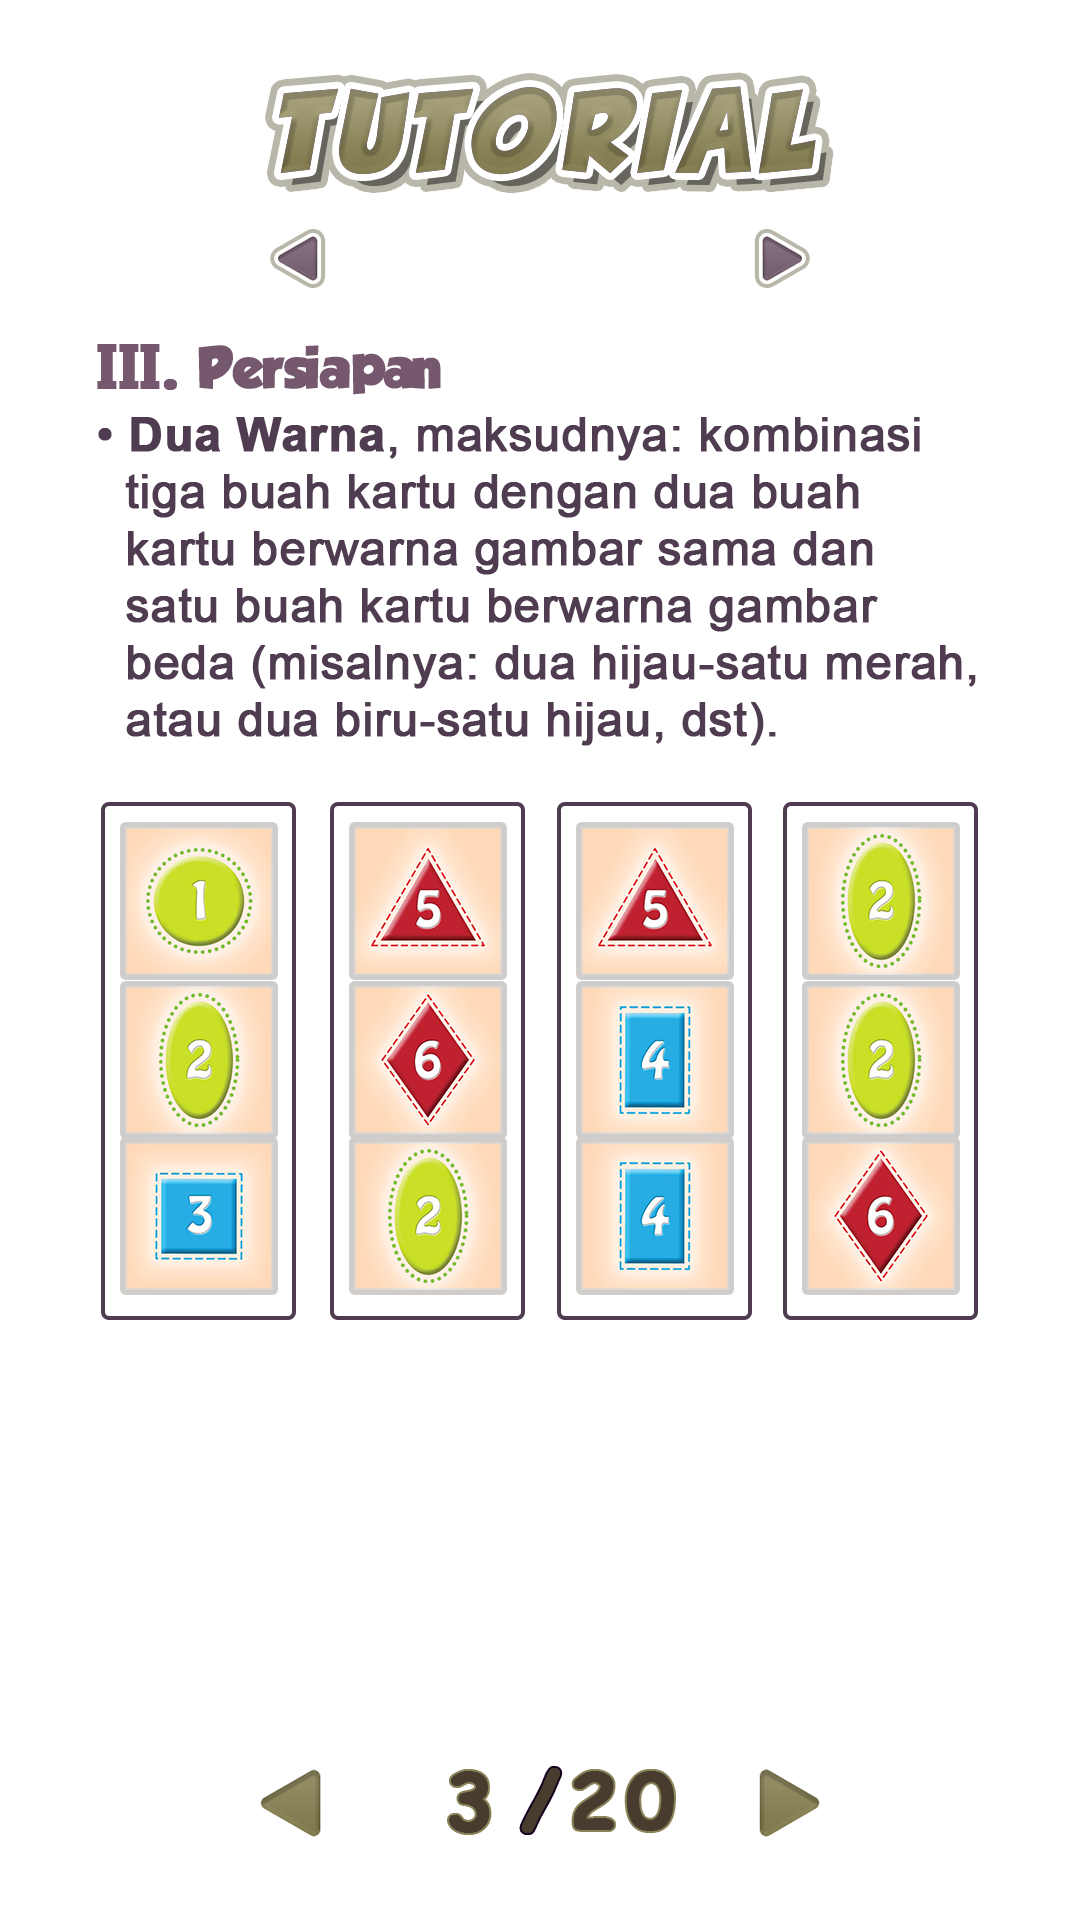 TUTORIAL
III. Persiapan
• Dua Warna, maksudnya: kombinasi
tiga buah kartu dengan dua buah
kartu berwarna gambar sama dan
satu buah kartu berwarna gambar
beda (misalnya: dua hijau-satu merah,
atau dua biru-satu hijau, dst).
1 5 5 2
2 6 4 2
3 2 4 6
3 /20